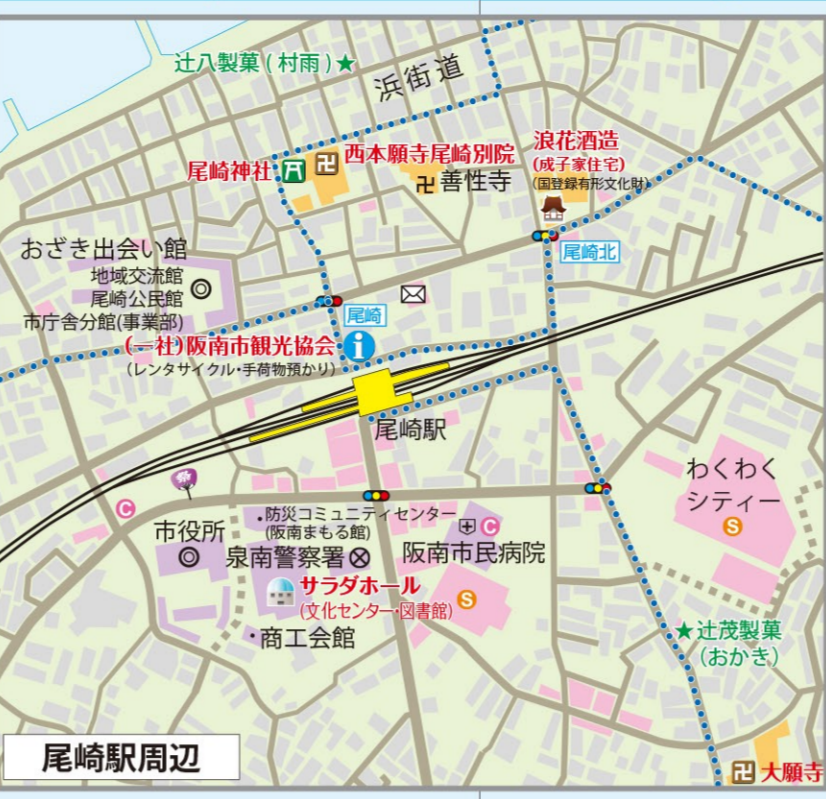 辻八製菓(村雨)★
浜街道
尾崎神社
西本願寺尾崎別院
善性寺
浪花酒造
(成子家住宅)
(国登録有形文化財)
尾崎北
おざき出会い館
地域交流館
尾崎公民館
市庁舎分館(事業部)
尾崎
(一社)阪南市観光協会
(レンタサイクル・手荷物預かり)
i
尾崎駅
わくわく
シティー
S
C
市役所
・防災コミュニティセンター
(阪南まもる館)
泉南警察署
C
阪南市民病院
サラダホール
(文化センター・図書館)
S
・商工会館
★辻茂製菓
(おかき)
尾崎駅周辺
大願寺